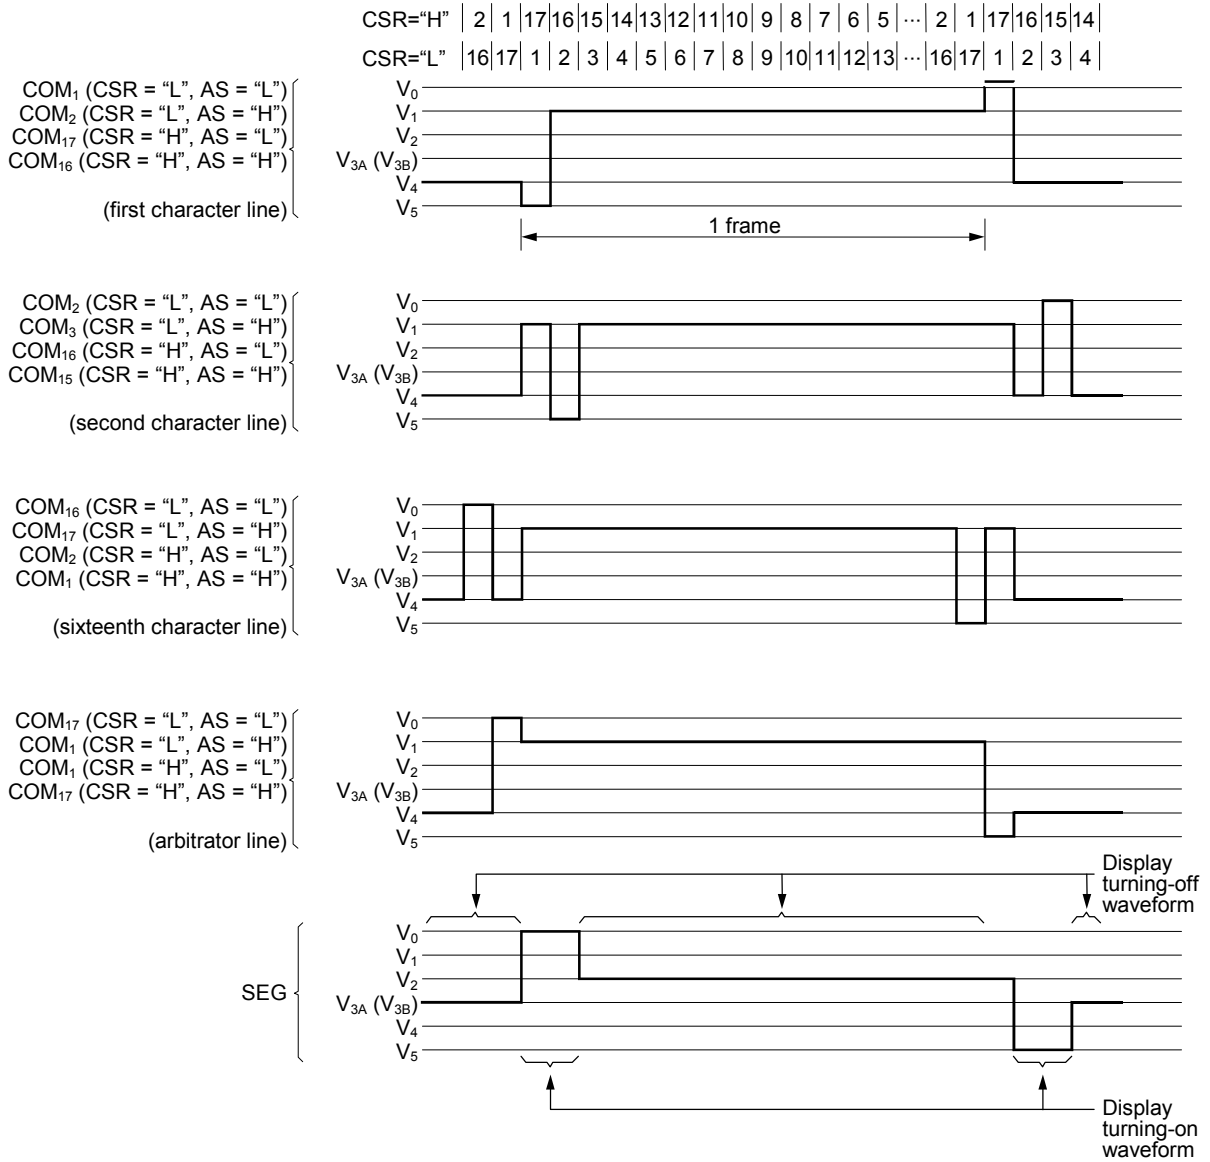 CSR=“H” 2 1 17 16 15 14 13 12 11 10 9 8 7 6 5 ··· 2 1 17 16 15 14
CSR=“L” 16 17 1 2 3 4 5 6 7 8 9 10 11 12 13 ··· 16 17 1 2 3 4
COM1 (CSR = “L”, AS = “L”)
COM2 (CSR = “L”, AS = “H”)
COM17 (CSR = “H”, AS = “L”)
COM16 (CSR = “H”, AS = “H”)
(first character line)
V0
V1
V2
V3A (V3B)
V4
V5
1 frame
COM2 (CSR = “L”, AS = “L”)
COM3 (CSR = “L”, AS = “H”)
COM16 (CSR = “H”, AS = “L”)
COM15 (CSR = “H”, AS = “H”)
(second character line)
V0
V1
V2
V3A (V3B)
V4
V5
COM16 (CSR = “L”, AS = “L”)
COM17 (CSR = “L”, AS = “H”)
COM2 (CSR = “H”, AS = “L”)
COM1 (CSR = “H”, AS = “H”)
(sixteenth character line)
V0
V1
V2
V3A (V3B)
V4
V5
COM17 (CSR = “L”, AS = “L”)
COM1 (CSR = “L”, AS = “H”)
COM1 (CSR = “H”, AS = “L”)
COM17 (CSR = “H”, AS = “H”)
(arbitrator line)
V0
V1
V2
V3A (V3B)
V4
V5
Display
turning-off
waveform
SEG
V0
V1
V2
V3A (V3B)
V4
V5
Display
turning-on
waveform